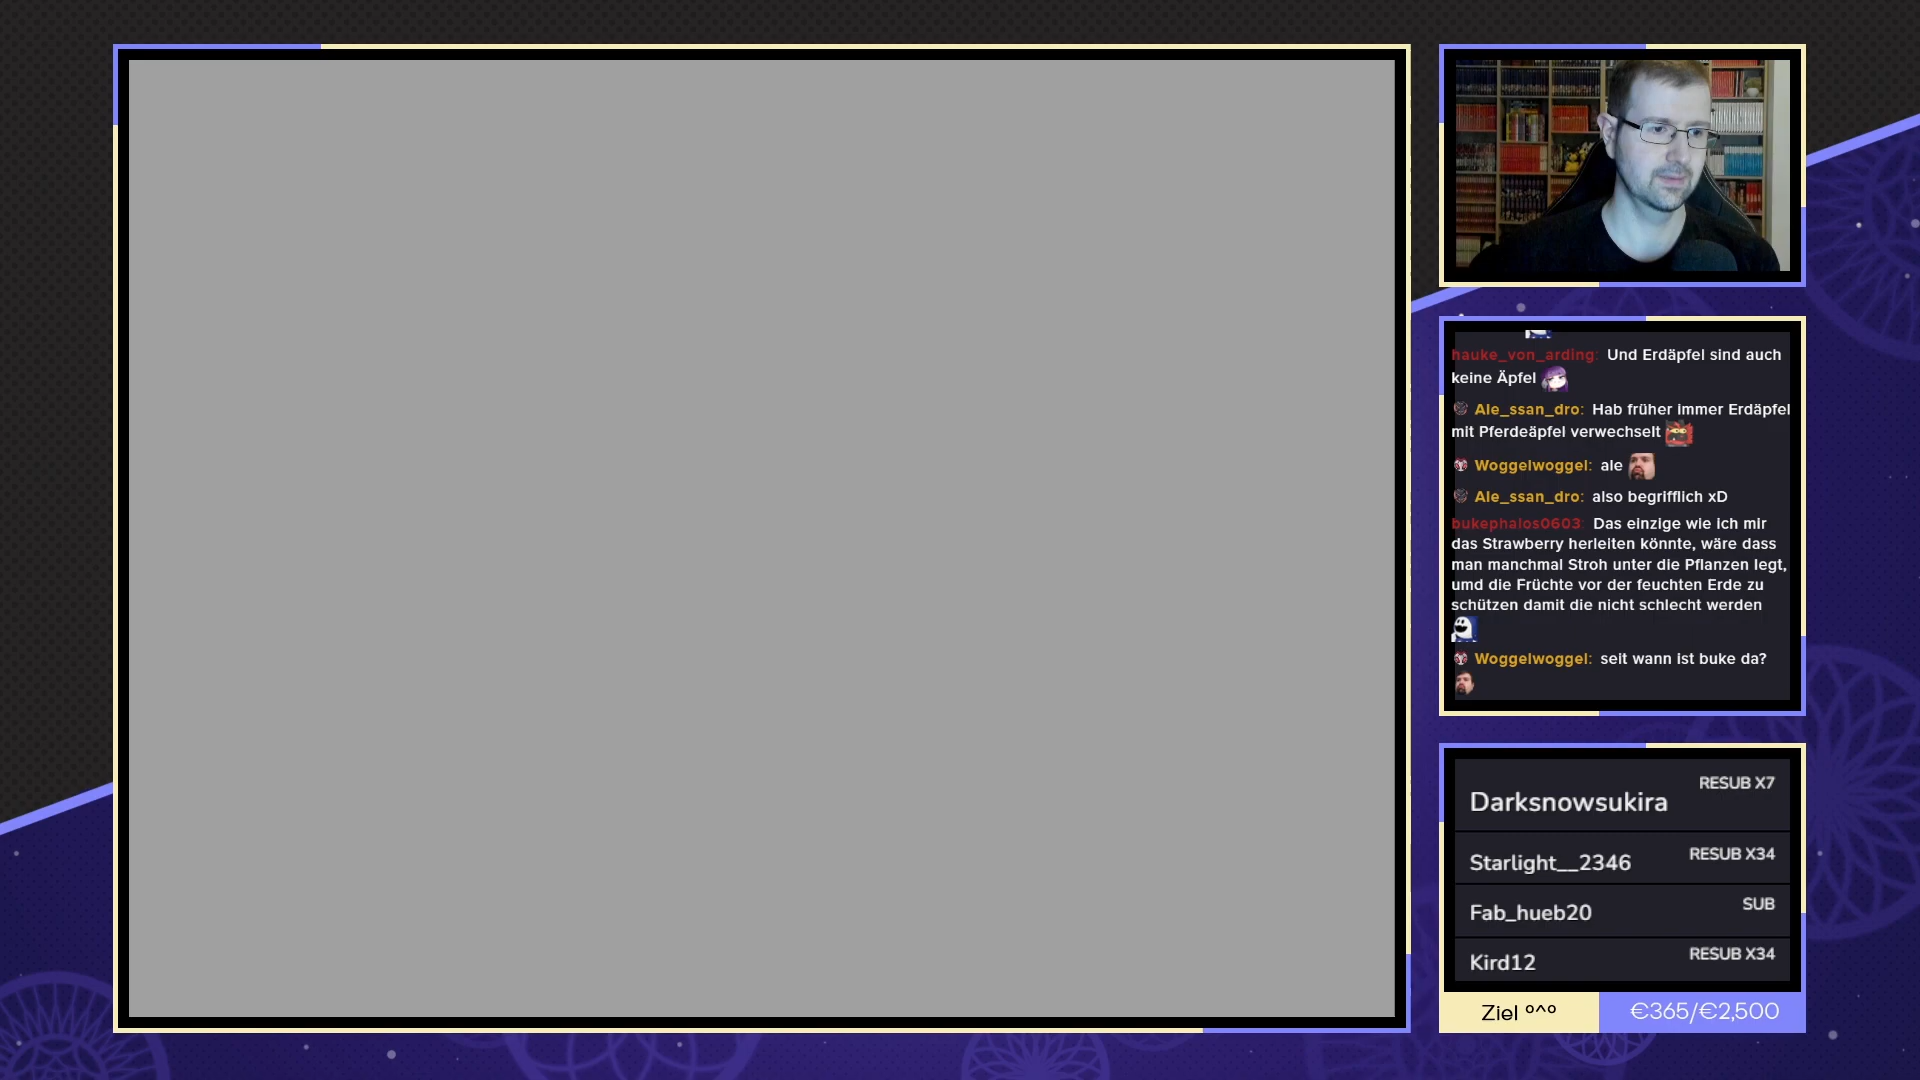 hauke_von_arding: Und Erdäpfel sind auch
keine Äpfel
Ale_ssan_dro: Hab früher immer Erdäpfel
mit Pferdeäpfel verwechselt
Woggelwoggel: ale
Ale_ssan_dro: also begrifflich xD
bukephalos0603: Das einzige wie ich mir
das Strawberry herleiten könnte, wäre dass
man manchmal Stroh unter die Pflanzen legt,
umd die Früchte vor der feuchten Erde zu
schützen damit die nicht schlecht werden
Woggelwoggel: seit wann ist buke da?
RESUB X7
Darksnowsukira
RESUB X34
Starlight__2346
SUB
Fab_hueb20
RESUB X34
Kird12
Ziel °^° €365/€2,500